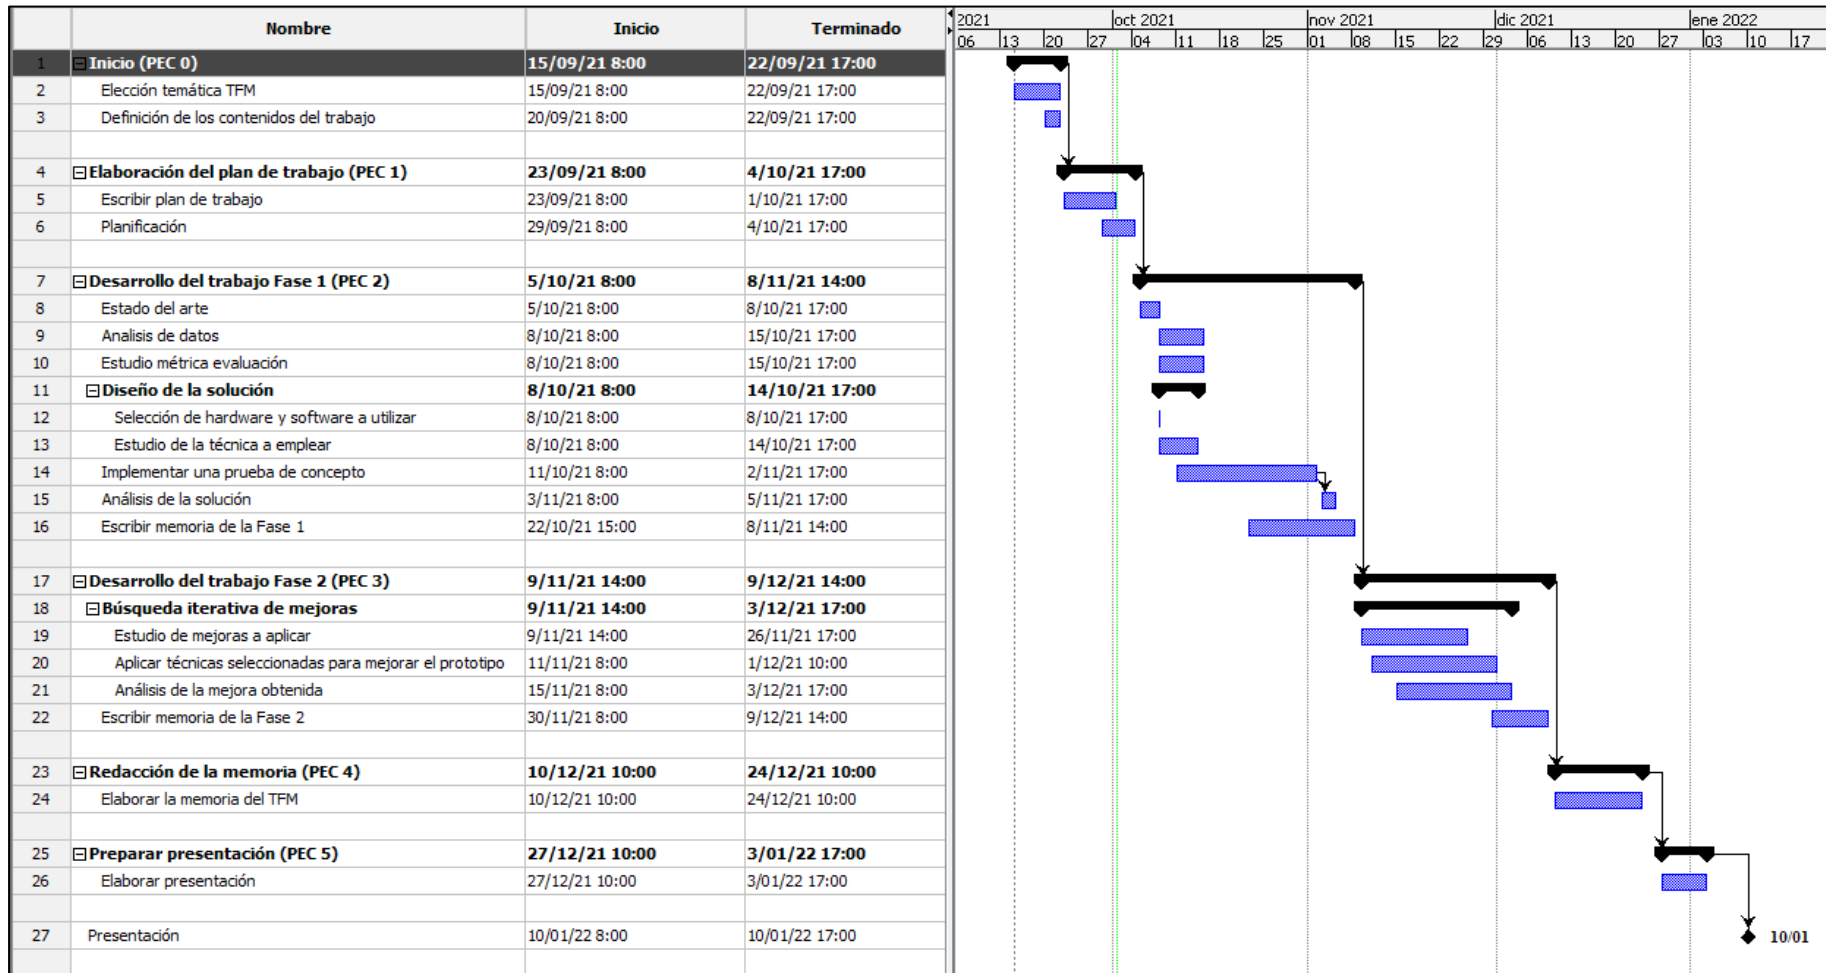 Nombre Inicio Terminado
2021 oct 2021 nov 2021 dic 2021 ene 2022
06 13 20 27 04 11 18 25 01 08 15 22 29 06 13 20 27 03 10 17
1 Inicio (PEC 0) 15/09/21 8:00 22/09/21 17:00
2 Elección temática TFM 15/09/21 8:00 22/09/21 17:00
3 Definición de los contenidos del trabajo 20/09/21 8:00 22/09/21 17:00
4 Elaboración del plan de trabajo (PEC 1) 23/09/21 8:00 4/10/21 17:00
5 Escribir plan de trabajo 23/09/21 8:00 1/10/21 17:00
6 Planificación 29/09/21 8:00 4/10/21 17:00
7 Desarrollo del trabajo Fase 1 (PEC 2) 5/10/21 8:00 8/11/21 14:00
8 Estado del arte 5/10/21 8:00 8/10/21 17:00
9 Analisis de datos 8/10/21 8:00 15/10/21 17:00
10 Estudio métrica evaluación 8/10/21 8:00 15/10/21 17:00
11 Diseño de la solución 8/10/21 8:00 14/10/21 17:00
12 Selección de hardware y software a utilizar 8/10/21 8:00 8/10/21 17:00
13 Estudio de la técnica a emplear 8/10/21 8:00 14/10/21 17:00
14 Implementar una prueba de concepto 11/10/21 8:00 2/11/21 17:00
15 Análisis de la solución 3/11/21 8:00 5/11/21 17:00
16 Escribir memoria de la Fase 1 22/10/21 15:00 8/11/21 14:00
17 Desarrollo del trabajo Fase 2 (PEC 3) 9/11/21 14:00 9/12/21 14:00
18 Búsqueda iterativa de mejoras 9/11/21 14:00 3/12/21 17:00
19 Estudio de mejoras a aplicar 9/11/21 14:00 26/11/21 17:00
20 Aplicar técnicas seleccionadas para mejorar el prototipo 11/11/21 8:00 1/12/21 10:00
21 Análisis de la mejora obtenida 15/11/21 8:00 3/12/21 17:00
22 Escribir memoria de la Fase 2 30/11/21 8:00 9/12/21 14:00
23 Redacción de la memoria (PEC 4) 10/12/21 10:00 24/12/21 10:00
24 Elaborar la memoria del TFM 10/12/21 10:00 24/12/21 10:00
25 Preparar presentación (PEC 5) 27/12/21 10:00 3/01/22 17:00
26 Elaborar presentación 27/12/21 10:00 3/01/22 17:00
27 Presentación 10/01/22 8:00 10/01/22 17:00 10/01